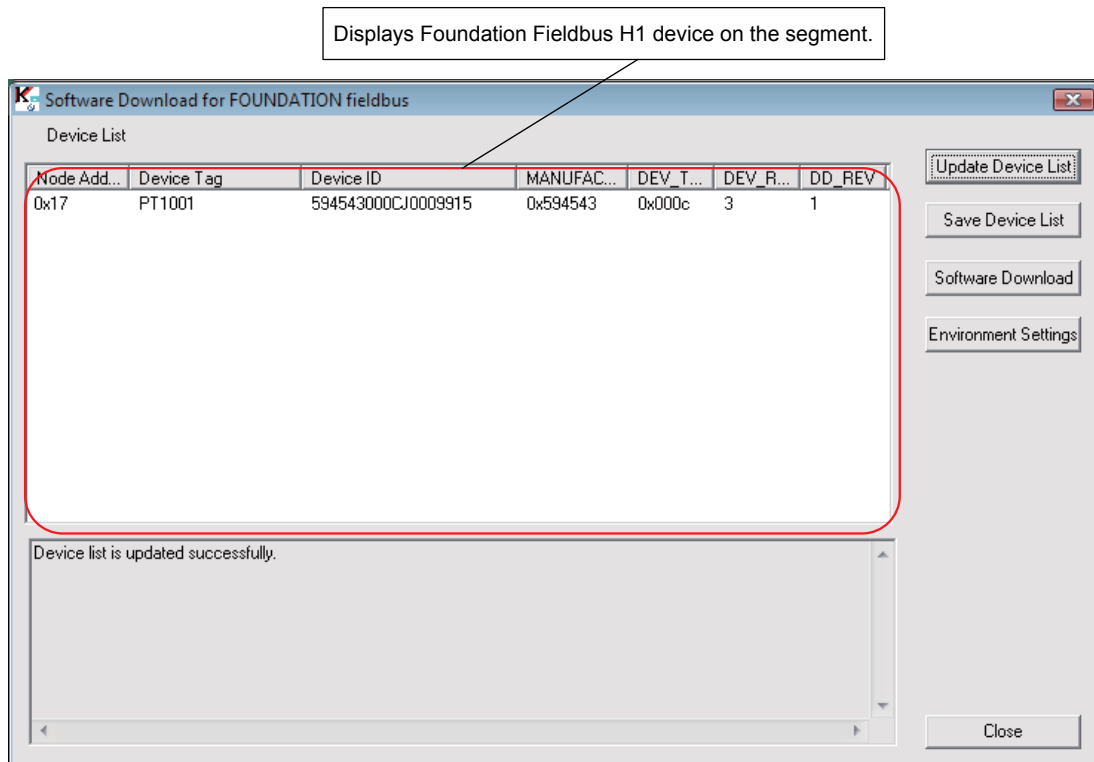 Displays Foundation Fieldbus H1 device on the segment.
Software Download for FOUNDATION fieldbus
Device List
Node Add... Device Tag Device ID MANUFAC... DEV_T... DEV_R... DD_REV
0x17 PT1001 594543000CJ0009915 0x594543 0x000c 3 1
Update Device List
Save Device List
Software Download
Environment Settings
Device list is updated successfully.
Close